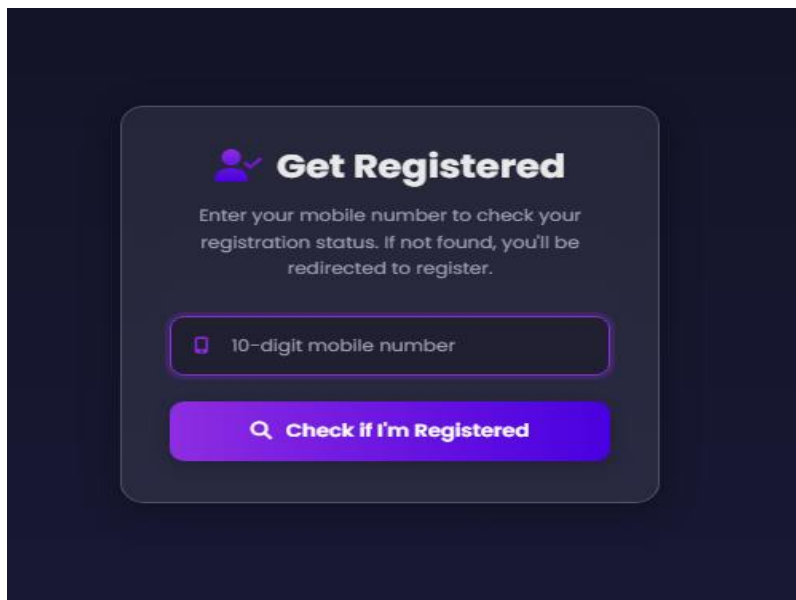 Get Registered
Enter your mobile number to check your
registration status. If not found, you'll be
redirected to register.
10-digit mobile number
Check if I'm Registered